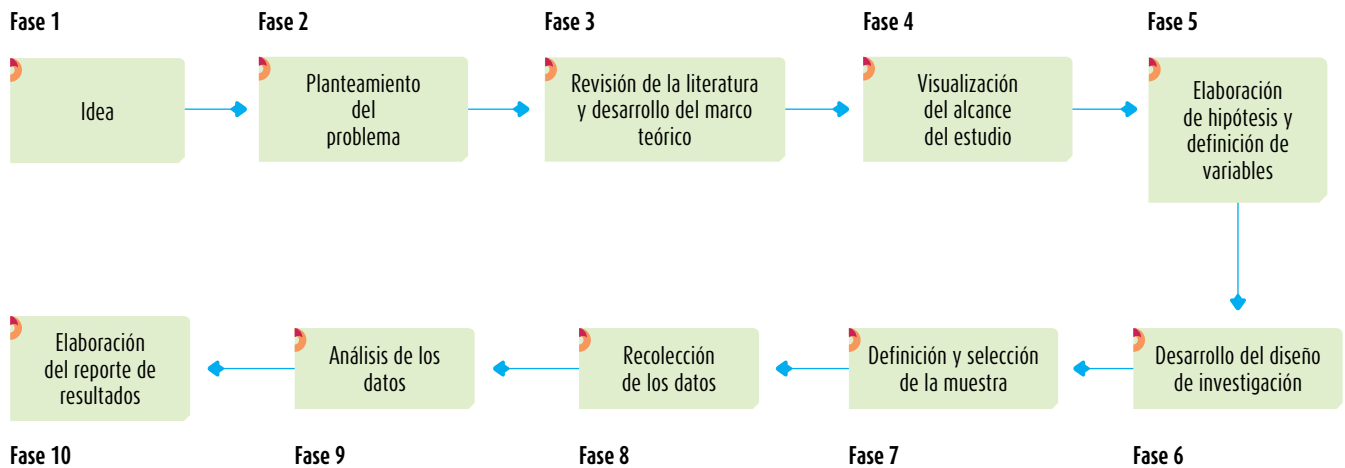 Fase 1
Idea
Fase 2
Planteamiento
del
problema
Fase 3
Revisión de la literatura
y desarrollo del marco
teórico
Fase 4
Visualización
del alcance
del estudio
Fase 5
Elaboración
de hipótesis y
definición de
variables
Desarrollo del diseño
de investigación
Fase 6
Definición y selección
de la muestra
Fase 7
Recolección
de los datos
Fase 8
Análisis de los
datos
Fase 9
Elaboración
del reporte de
resultados
Fase 10